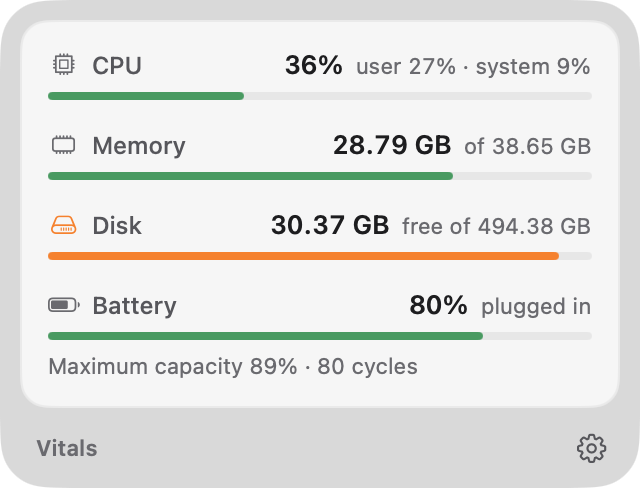 CPU 36% user 27% · system 9%
Memory 28.79 GB of 38.65 GB
Disk 30.37 GB free of 494.38 GB
Battery 80% plugged in
Maximum capacity 89% · 80 cycles
Vitals